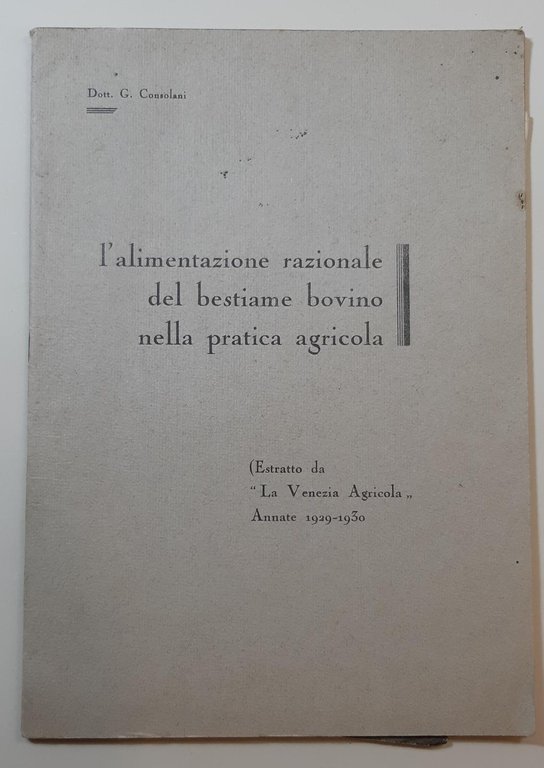 Dott. G. Consolani
l'alimentazione razionale
del bestiame bovino
nella pratica agricola
(Estratto da
“ La Venezia Agricola „
Annate 1929-1930